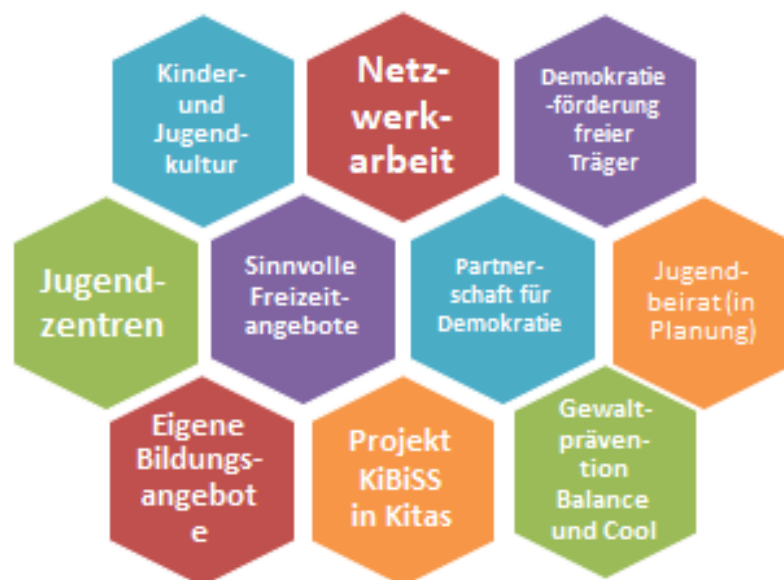 Kinder-
und
Jugend-
kultur
Netz-
werk-
arbeit
Demokratie
-förderung
freier
Träger
Jugend-
zentren
Sinnvolle
Freizeit-
angebote
Partner-
schaft für
Demokratie
Jugend-
beirat (in
Planung)
Eigene
Bildungs-
angebot
e
Projekt
KiBiSS
in Kitas
Gewalt-
präven-
tion
Balance
und Cool